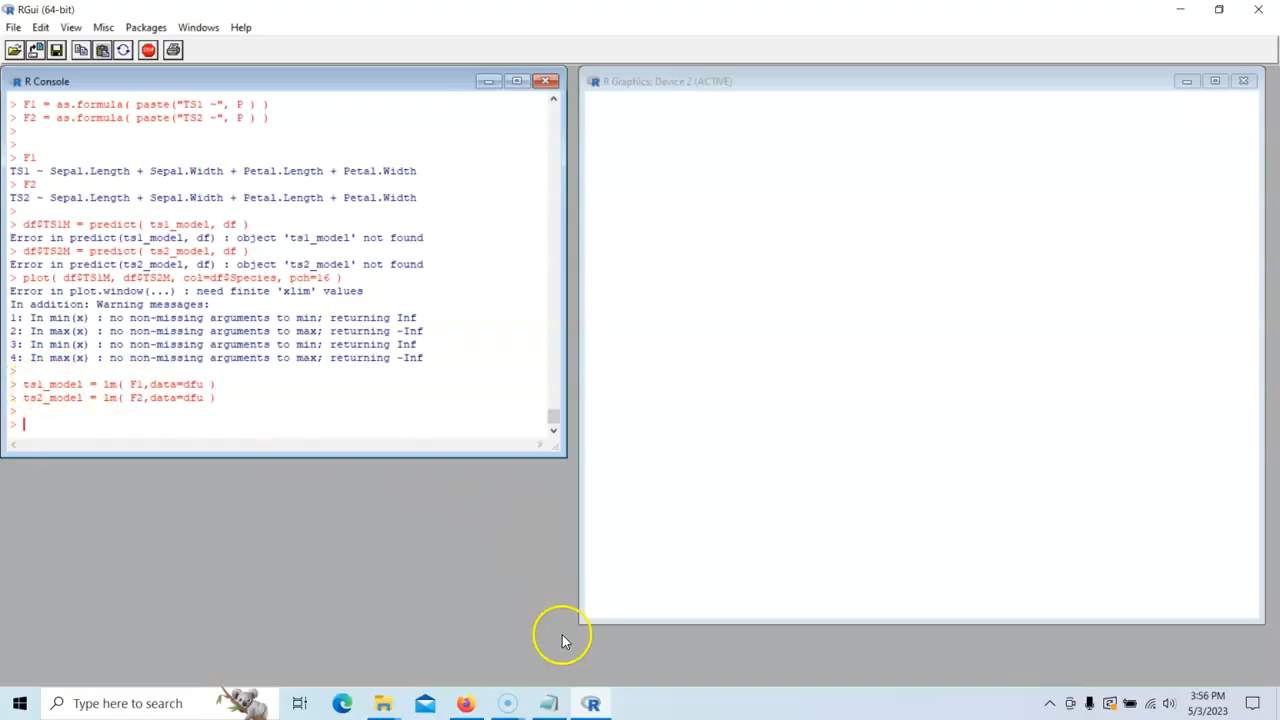 RGui (64-bit)
File Edit View Misc Packages Windows Help
STOP
R Console
> F1 = as.formula( paste("TS1 ~", P ) )
> F2 = as.formula( paste("TS2 ~", P ) )
>
>
> F1
TS1 ~ Sepal.Length + Sepal.Width + Petal.Length + Petal.Width
> F2
TS2 ~ Sepal.Length + Sepal.Width + Petal.Length + Petal.Width
>
> df$TS1M = predict( ts1_model, df )
Error in predict(ts1_model, df) : object 'ts1_model' not found
> df$TS2M = predict( ts2_model, df )
Error in predict(ts2_model, df) : object 'ts2_model' not found
> plot( df$TS1M, df$TS2M, col=df$Species, pch=16 )
Error in plot.window(...) : need finite 'xlim' values
In addition: Warning messages:
1: In min(x) : no non-missing arguments to min; returning Inf
2: In max(x) : no non-missing arguments to max; returning -Inf
3: In min(x) : no non-missing arguments to min; returning Inf
4: In max(x) : no non-missing arguments to max; returning -Inf
>
> ts1_model = lm( F1,data=dfu )
> ts2_model = lm( F2,data=dfu )
>
>
R Graphics: Device 2 (ACTIVE)
Type here to search
3:56 PM
5/3/2023